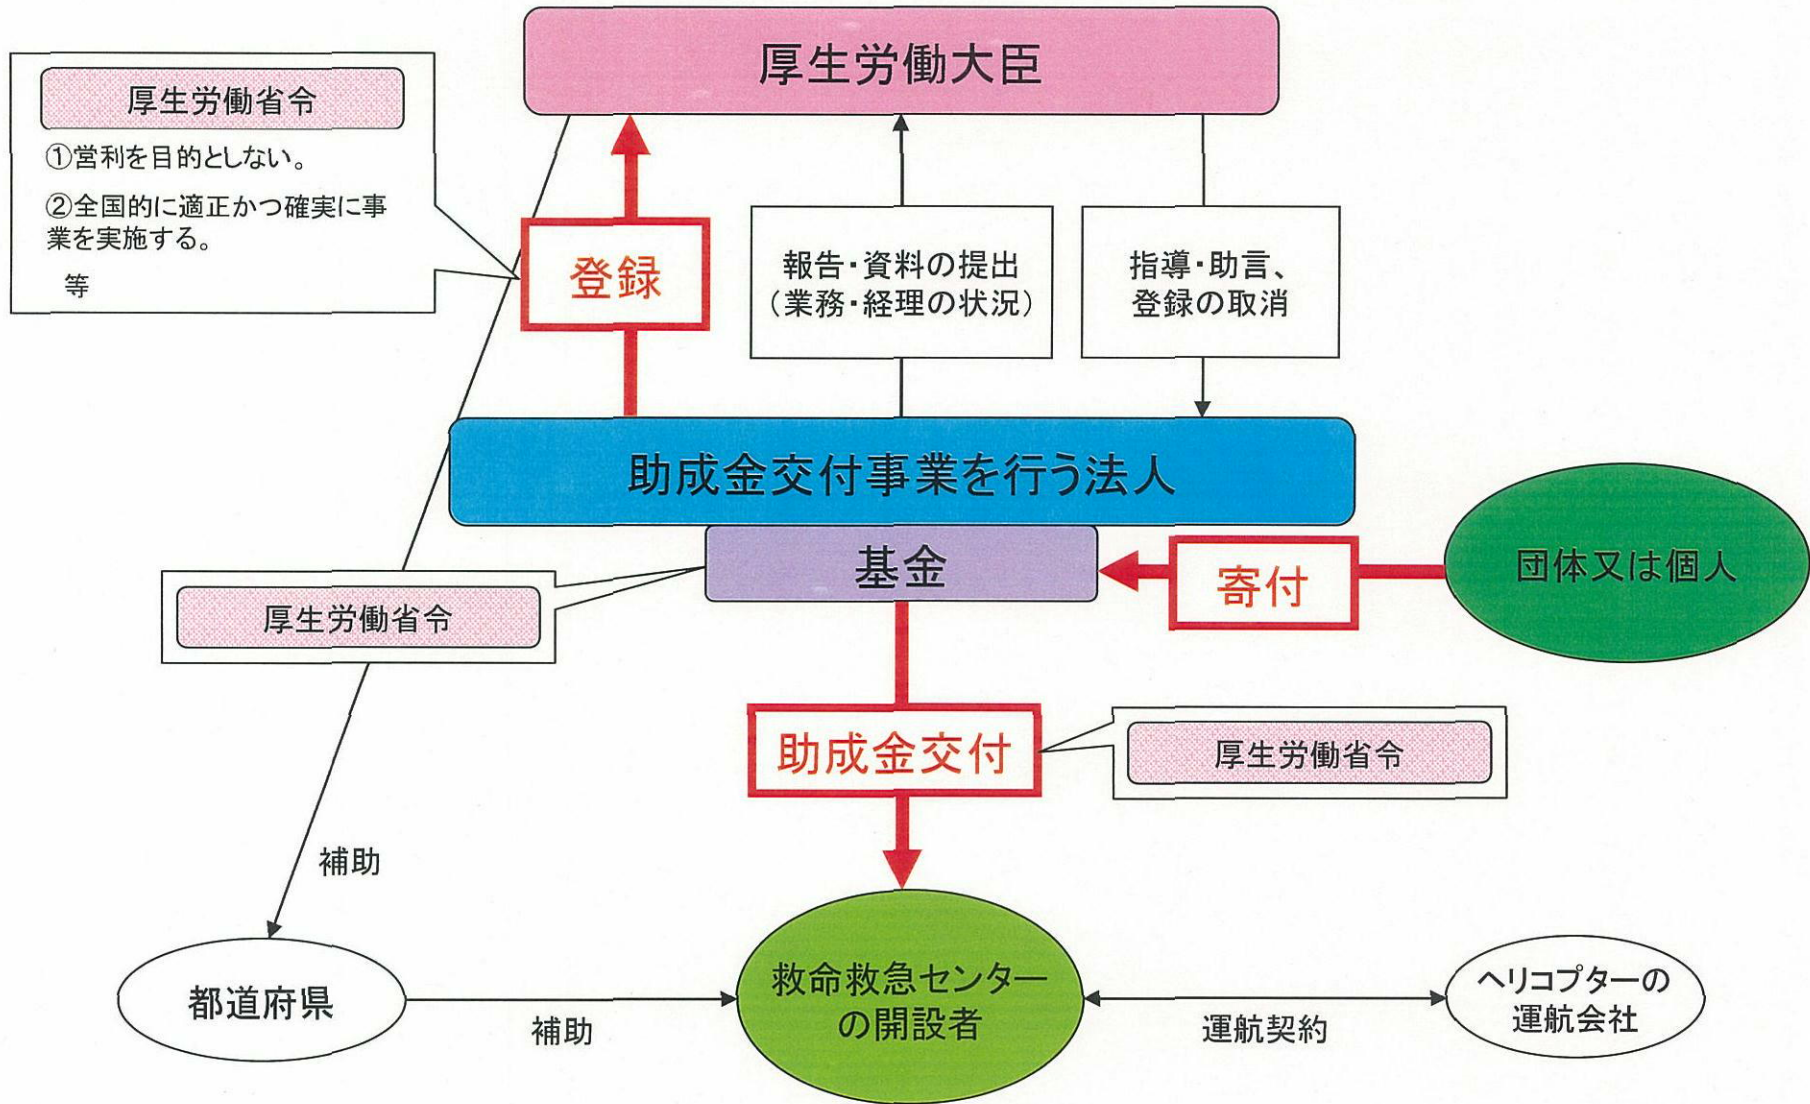 厚生労働大臣
厚生労働省令
①営利を目的としない。
②全国的に適正かつ確実に事
業を実施する。
等
登録
報告・資料の提出
（業務・経理の状況）
指導・助言、
登録の取消
助成金交付事業を行う法人
基金
寄付
団体又は個人
厚生労働省令
助成金交付
厚生労働省令
補助
都道府県
補助
救命救急センター
の開設者
運航契約
ヘリコプターの
運航会社